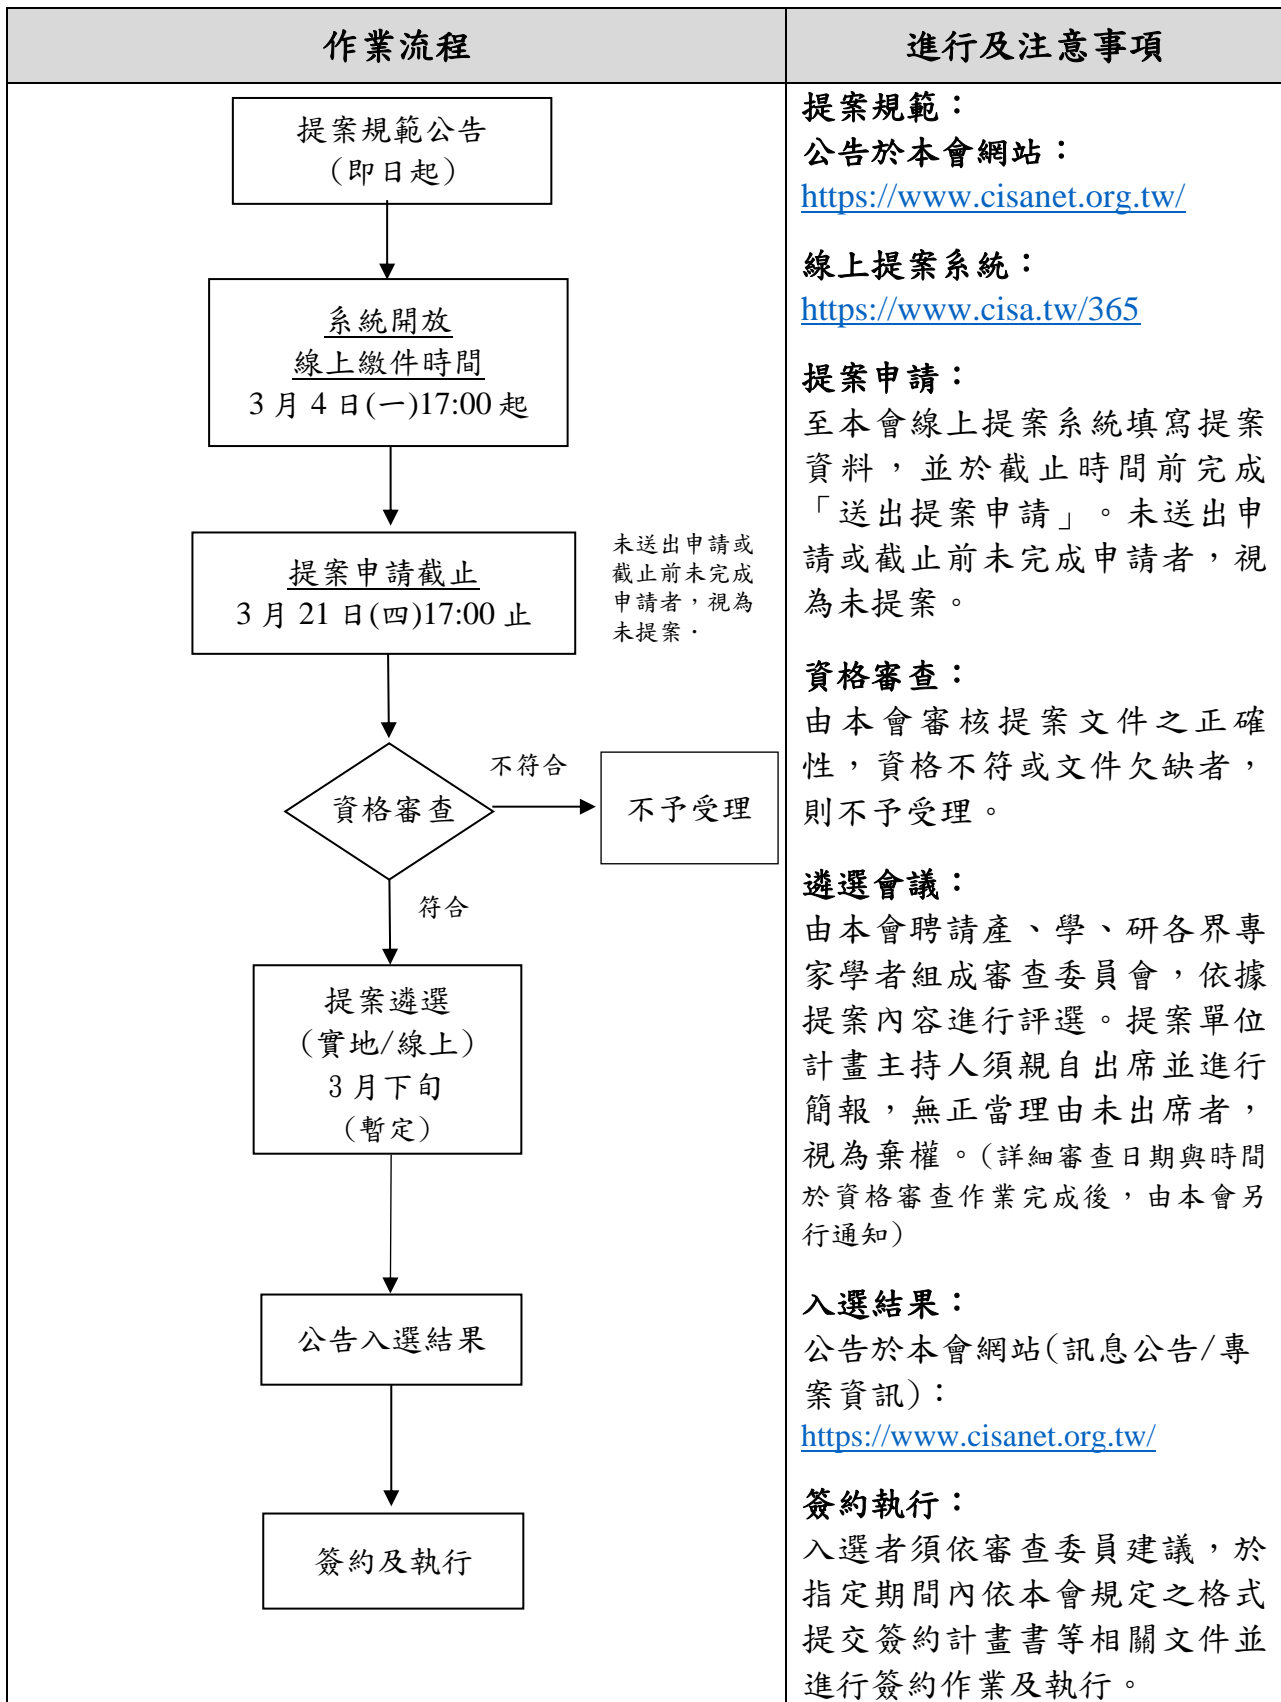 作業流程
提案規範公告
(即日起)
系統開放
線上繳件時間
3 月 4 日(一)17:00 起
提案申請截止
3 月 21 日(四)17:00 止
未送出申請或
截止前未完成
申請者，視為
未提案．
資格審查
不符合
不予受理
符合
提案遴選
(實地/線上)
3 月下旬
(暫定)
公告入選結果
簽約及執行
進行及注意事項
提案規範：
公告於本會網站：
https://www.cisanet.org.tw/
線上提案系統：
https://www.cisa.tw/365
提案申請：
至本會線上提案系統填寫提案
資料，並於截止時間前完成
「送出提案申請」。未送出申
請或截止前未完成申請者，視
為未提案。
資格審查：
由本會審核提案文件之正確
性，資格不符或文件欠缺者，
則不予受理。
遴選會議：
由本會聘請產、學、研各界專
家學者組成審查委員會，依據
提案內容進行評選。提案單位
計畫主持人須親自出席並進行
簡報，無正當理由未出席者，
視為棄權。(詳細審查日期與時間
於資格審查作業完成後，由本會另
行通知)
入選結果：
公告於本會網站(訊息公告/專
案資訊)：
https://www.cisanet.org.tw/
簽約執行：
入選者須依審查委員建議，於
指定期間內依本會規定之格式
提交簽約計畫書等相關文件並
進行簽約作業及執行。